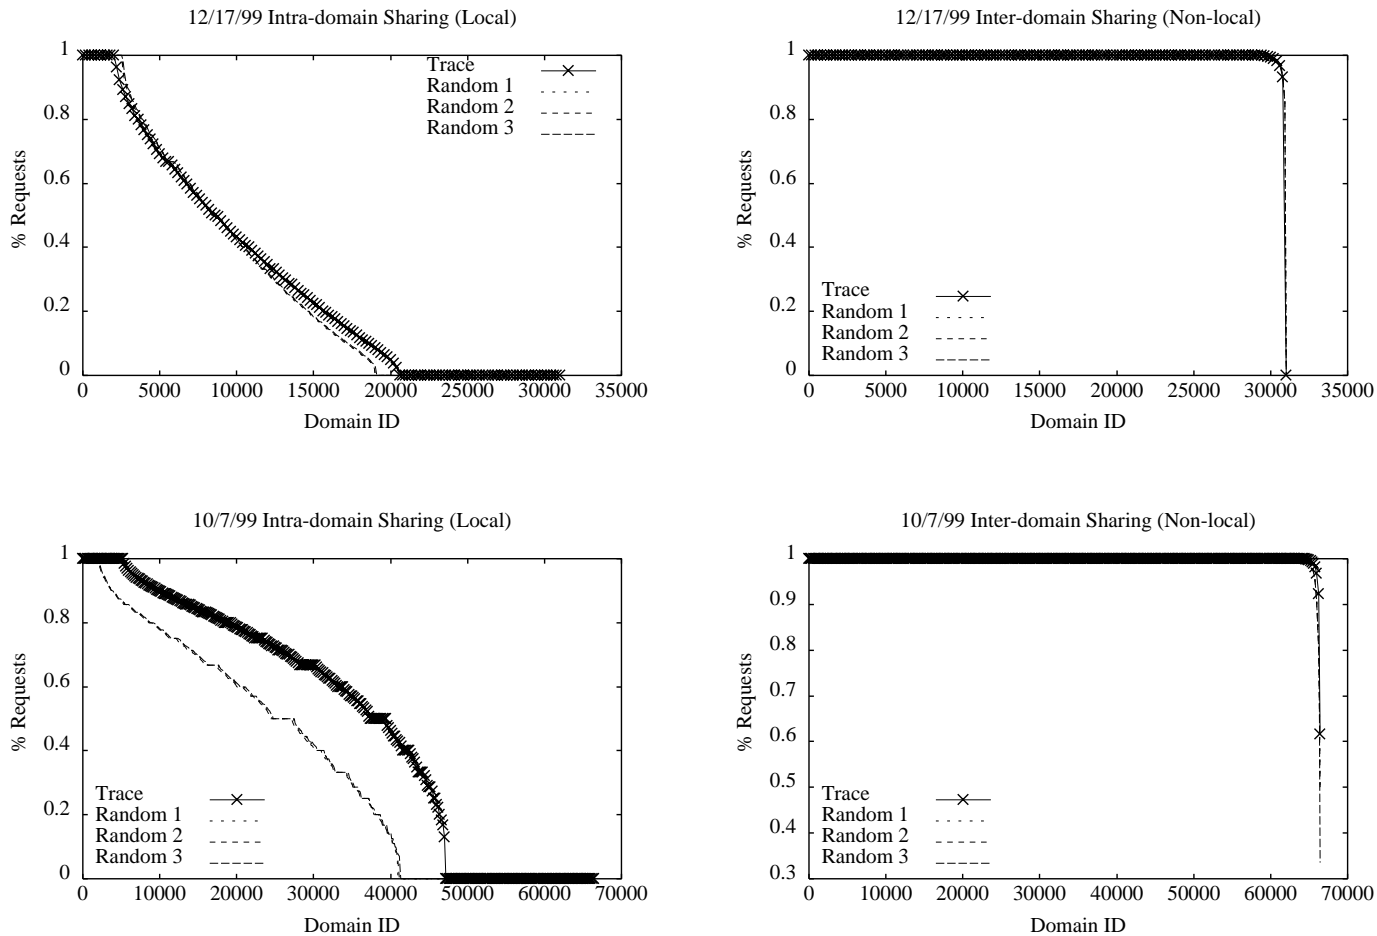 12/17/99 Intra-domain Sharing (Local)
1
0.8
0.6
0.4
0.2
0
% Requests
0 5000 10000 15000 20000 25000 30000 35000
Domain ID
Trace
Random 1
Random 2
Random 3
12/17/99 Inter-domain Sharing (Non-local)
1
0.8
0.6
0.4
0.2
0
% Requests
0 5000 10000 15000 20000 25000 30000 35000
Domain ID
Trace
Random 1
Random 2
Random 3
10/7/99 Intra-domain Sharing (Local)
1
0.8
0.6
0.4
0.2
0
% Requests
0 10000 20000 30000 40000 50000 60000 70000
Domain ID
Trace
Random 1
Random 2
Random 3
10/7/99 Inter-domain Sharing (Non-local)
1
0.9
0.8
0.7
0.6
0.5
0.4
0.3
% Requests
0 10000 20000 30000 40000 50000 60000 70000
Domain ID
Trace
Random 1
Random 2
Random 3